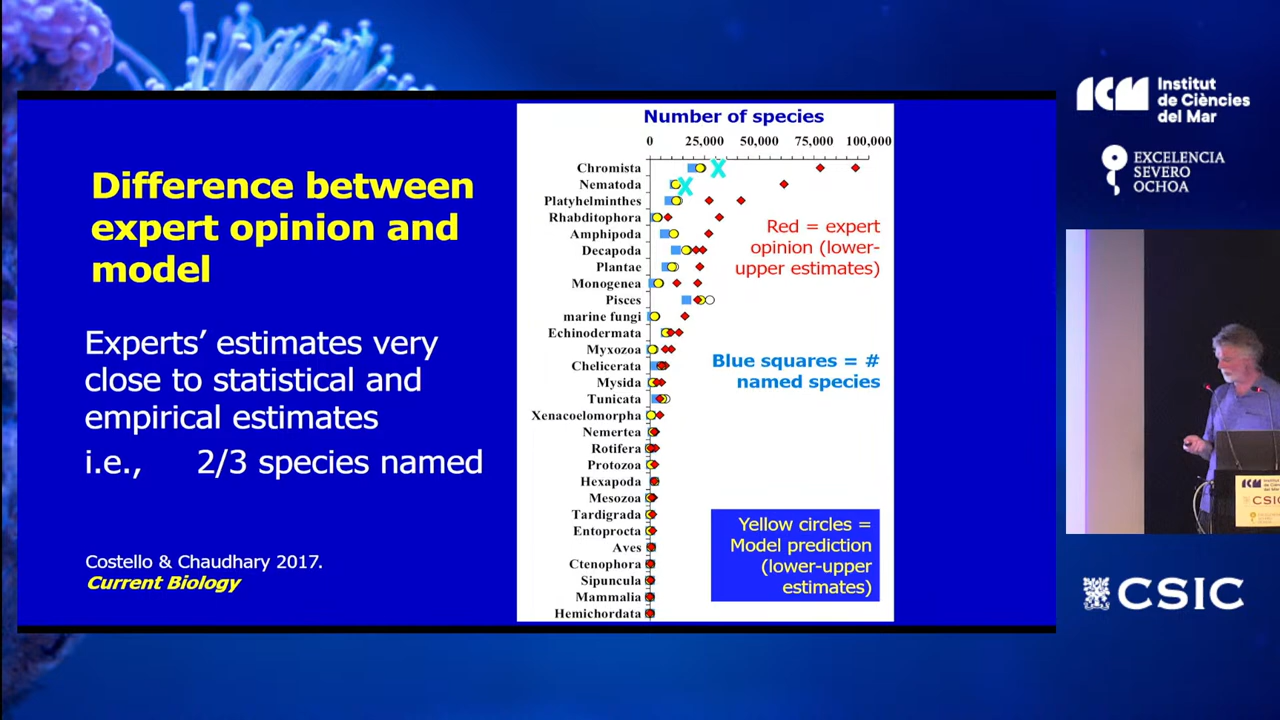 Difference between
expert opinion and
model
Experts’ estimates very
close to statistical and
empirical estimates
i.e., 2/3 species named
Costello & Chaudhary 2017.
Current Biology
Number of species
0 25,000 50,000 75,000 100,000
Chromista
Nematoda
Platyhelminthes
Rhabditophora
Amphipoda
Decapoda
Plantae
Monogenea
Pisces
marine fungi
Echinodermata
Myxozoa
Chelicerata
Mysida
Tunicata
Xenacoelomorpha
Nemertea
Rotifera
Protozoa
Hexapoda
Mesozoa
Tardigrada
Entoprocta
Aves
Ctenophora
Sipuncula
Mammalia
Hemichordata
Red = expert
opinion (lower-
upper estimates)
Blue squares = #
named species
Yellow circles =
Model prediction
(lower-upper
estimates)
ICM
Institut
de Ciències
del Mar
EXCELENCIA
SEVERO
OCHOA
ICM
CSIC
CSIC